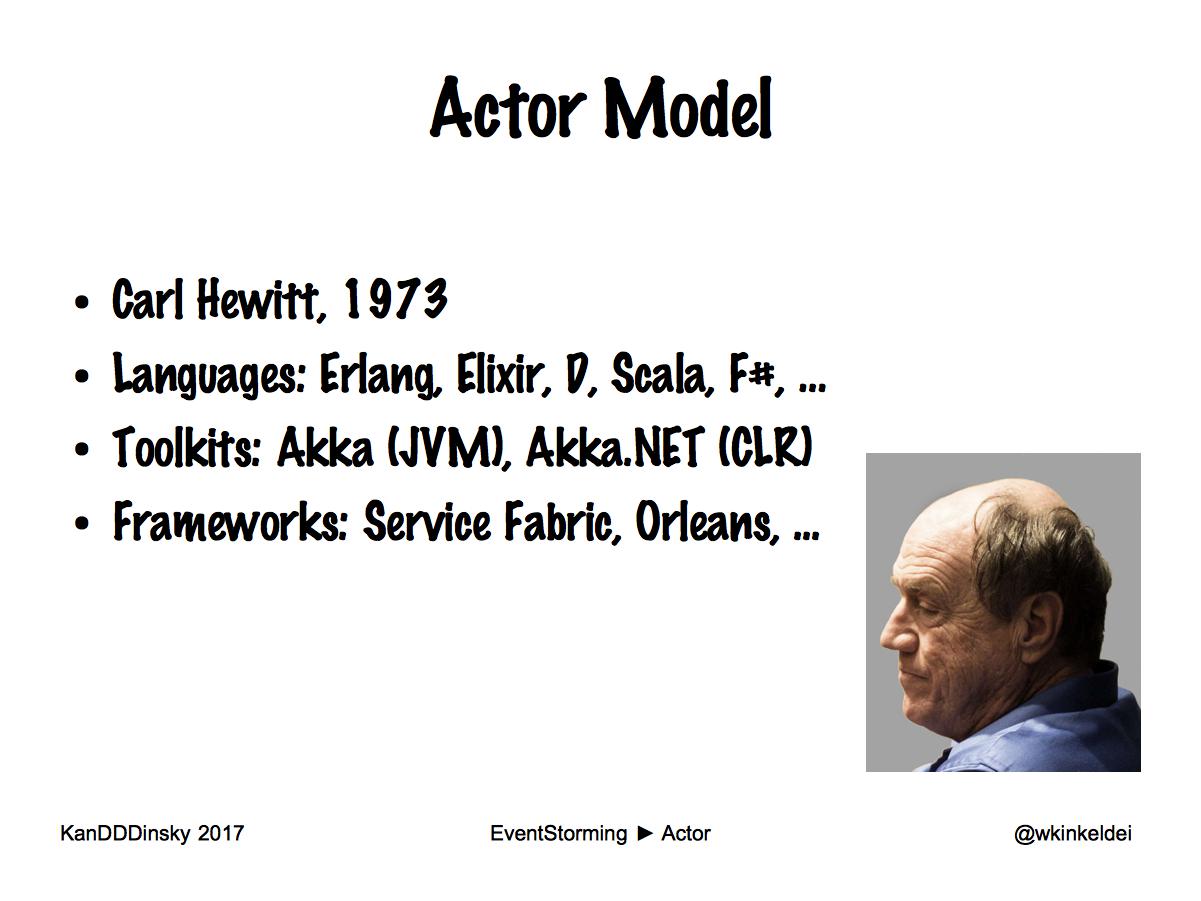 Actor Model
• Carl Hewitt, 1973
• Languages: Erlang, Elixir, D, Scala, F#, ...
• Toolkits: Akka (JVM), Akka.NET (CLR)
• Frameworks: Service Fabric, Orleans, ...
KanDDDinsky 2017
EventStorming ► Actor
@wkinkeldei